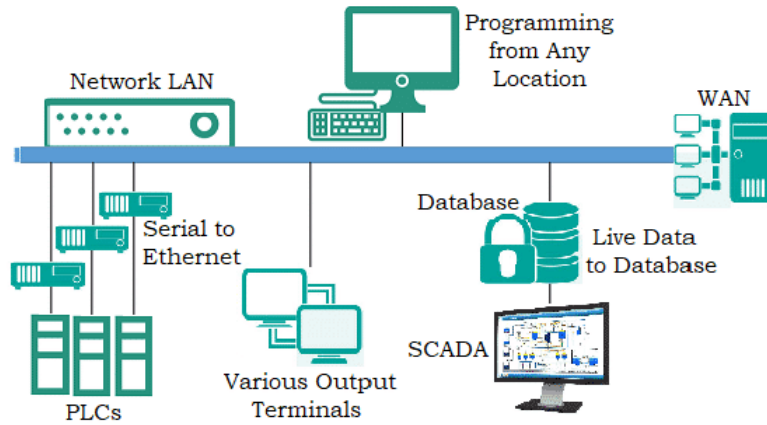 Programming
from Any
Location
Network LAN
WAN
Serial to
Ethernet
Database
Live Data
to Database
SCADA
Various Output
Terminals
PLCs